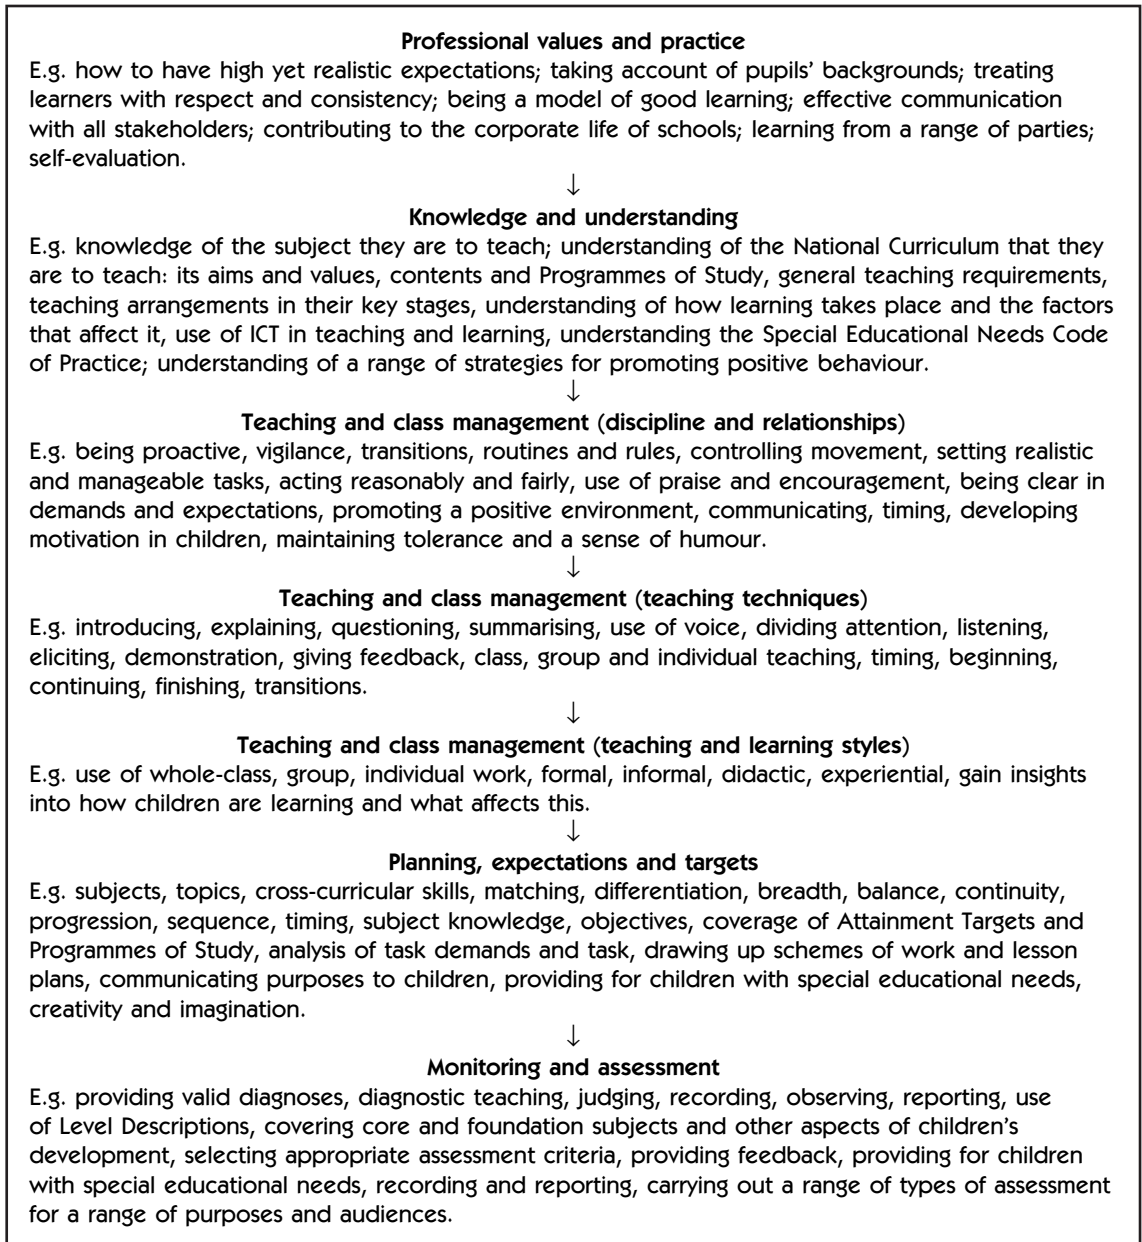 Professional values and practice
E.g. how to have high yet realistic expectations; taking account of pupils’ backgrounds; treating
learners with respect and consistency; being a model of good learning; effective communication
with all stakeholders; contributing to the corporate life of schools; learning from a range of parties;
self-evaluation.
↓
Knowledge and understanding
E.g. knowledge of the subject they are to teach; understanding of the National Curriculum that they
are to teach: its aims and values, contents and Programmes of Study, general teaching requirements,
teaching arrangements in their key stages, understanding of how learning takes place and the factors
that affect it, use of ICT in teaching and learning, understanding the Special Educational Needs Code
of Practice; understanding of a range of strategies for promoting positive behaviour.
↓
Teaching and class management (discipline and relationships)
E.g. being proactive, vigilance, transitions, routines and rules, controlling movement, setting realistic
and manageable tasks, acting reasonably and fairly, use of praise and encouragement, being clear in
demands and expectations, promoting a positive environment, communicating, timing, developing
motivation in children, maintaining tolerance and a sense of humour.
↓
Teaching and class management (teaching techniques)
E.g. introducing, explaining, questioning, summarising, use of voice, dividing attention, listening,
eliciting, demonstration, giving feedback, class, group and individual teaching, timing, beginning,
continuing, finishing, transitions.
↓
Teaching and class management (teaching and learning styles)
E.g. use of whole-class, group, individual work, formal, informal, didactic, experiential, gain insights
into how children are learning and what affects this.
↓
Planning, expectations and targets
E.g. subjects, topics, cross-curricular skills, matching, differentiation, breadth, balance, continuity,
progression, sequence, timing, subject knowledge, objectives, coverage of Attainment Targets and
Programmes of Study, analysis of task demands and task, drawing up schemes of work and lesson
plans, communicating purposes to children, providing for children with special educational needs,
creativity and imagination.
↓
Monitoring and assessment
E.g. providing valid diagnoses, diagnostic teaching, judging, recording, observing, reporting, use
of Level Descriptions, covering core and foundation subjects and other aspects of children’s
development, selecting appropriate assessment criteria, providing feedback, providing for children
with special educational needs, recording and reporting, carrying out a range of types of assessment
for a range of purposes and audiences.